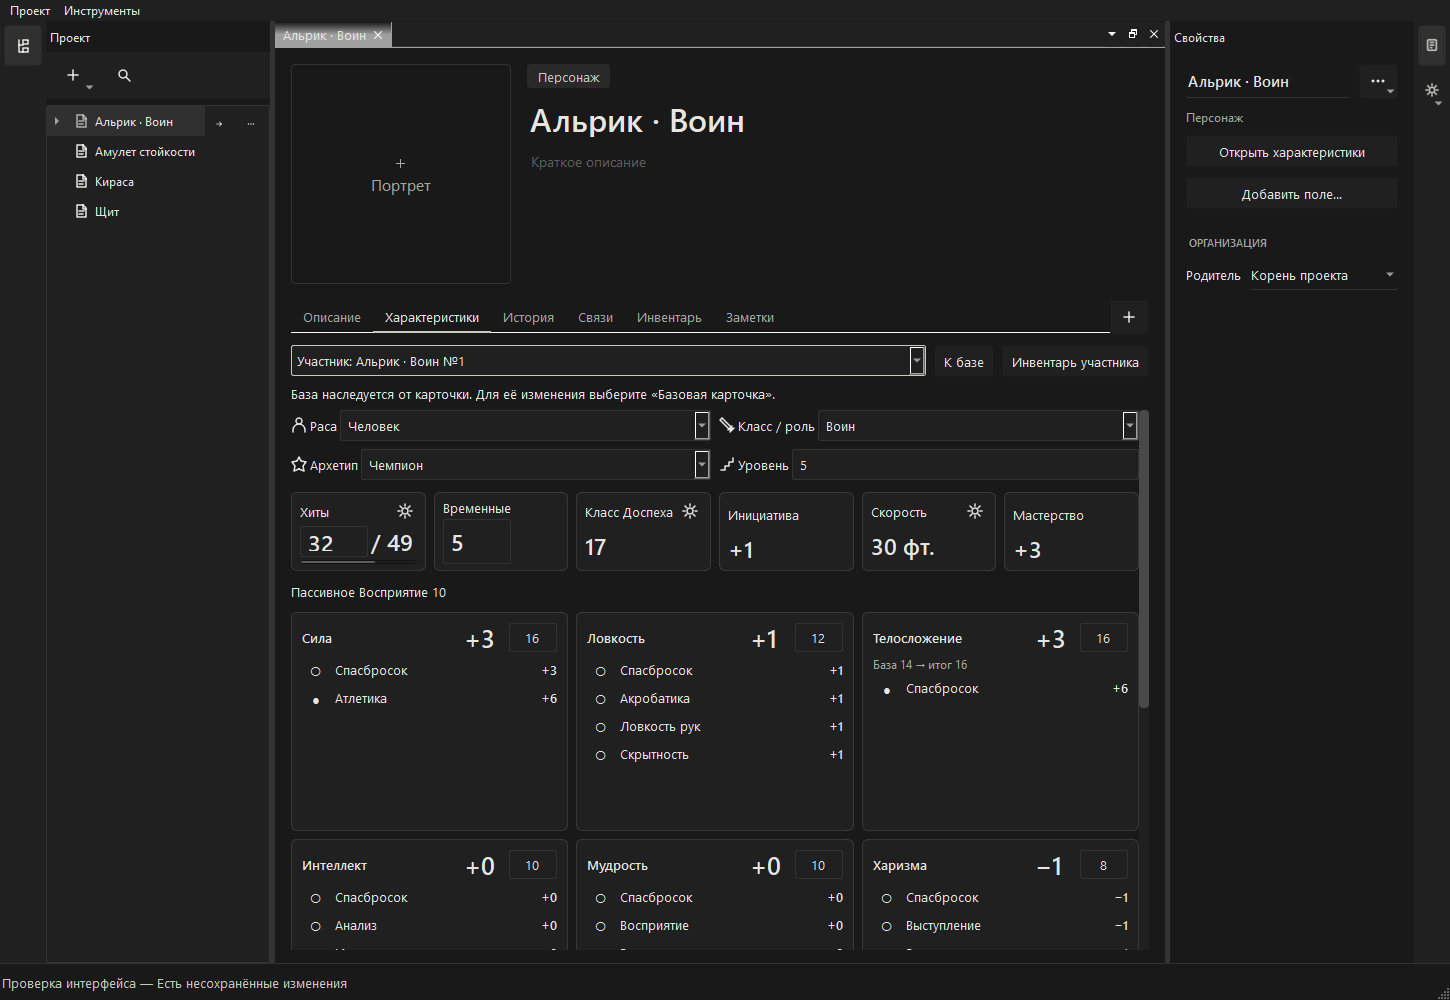 Проект Инструменты
Проект
Альрик · Воин
Альрик · Воин
Амулет стойкости
Кираса
Щит
Персонаж
Альрик · Воин
Краткое описание
+
Портрет
Описание Характеристики История Связи Инвентарь Заметки +
Участник: Альрик · Воин №1 К базе Инвентарь участника
База наследуется от карточки. Для её изменения выберите «Базовая карточка».
Раса Человек Класс / роль Воин
Архетип Чемпион Уровень 5
Хиты
32 / 49
Временные
5
Класс Доспеха
17
Инициатива
+1
Скорость
30 фт.
Мастерство
+3
Пассивное Восприятие 10
Сила +3 16
Спасбросок +3
Атлетика +6
Ловкость +1 12
Спасбросок +1
Акробатика +1
Ловкость рук +1
Скрытность +1
Телосложение +3 16
База 14 → итог 16
Спасбросок +6
Интеллект +0 10
Спасбросок +0
Анализ +0
Мудрость +0 10
Спасбросок +0
Восприятие +0
Харизма −1 8
Спасбросок −1
Выступление −1
Свойства
Альрик · Воин
Персонаж
Открыть характеристики
Добавить поле...
ОРГАНИЗАЦИЯ
Родитель Корень проекта
Проверка интерфейса — Есть несохранённые изменения